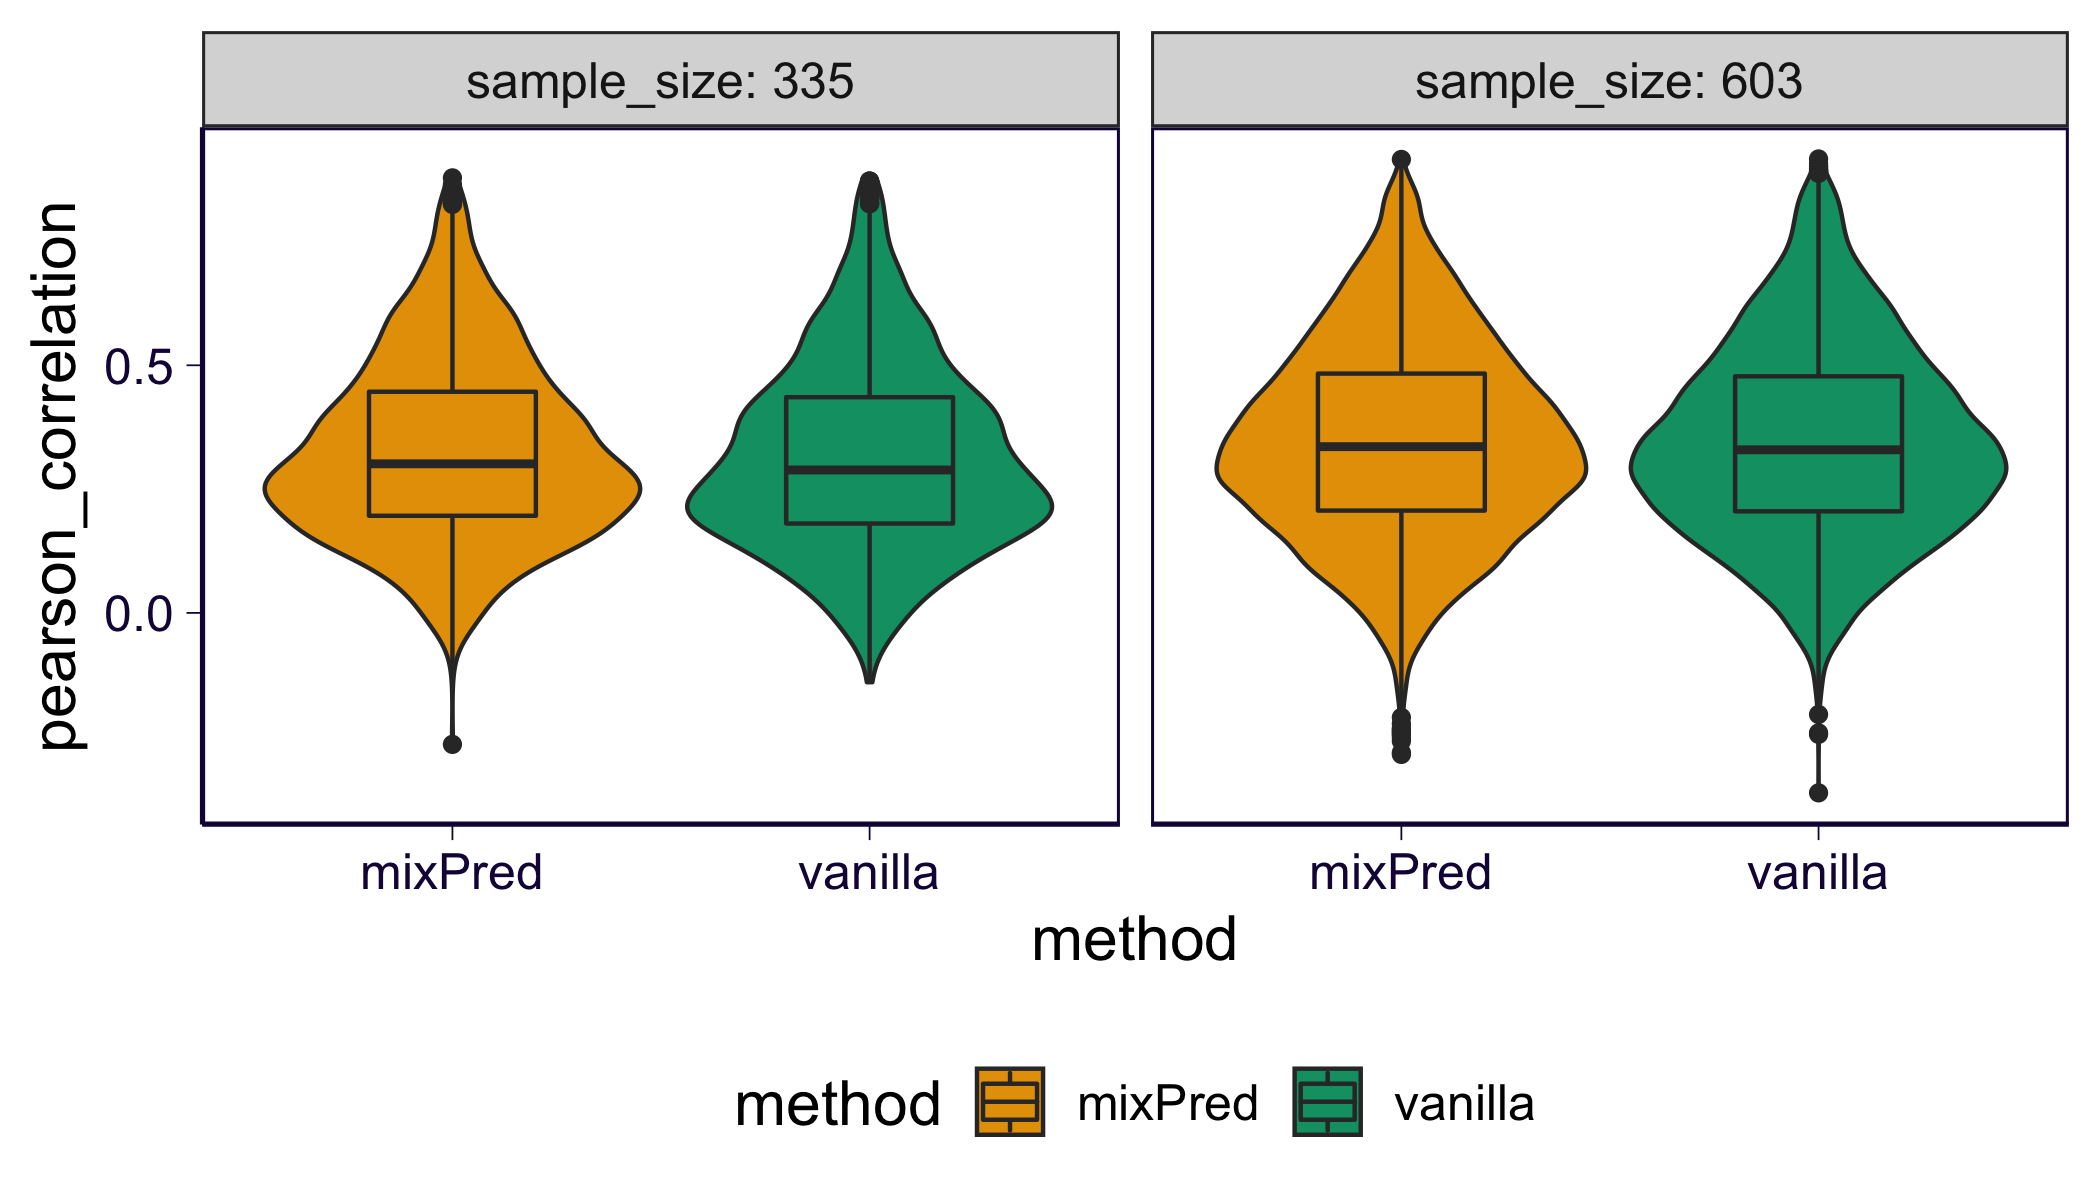 sample_size: 335
sample_size: 603
pearson_correlation
0.5
0.0
mixPred
vanilla
mixPred
vanilla
method
method
mixPred
vanilla